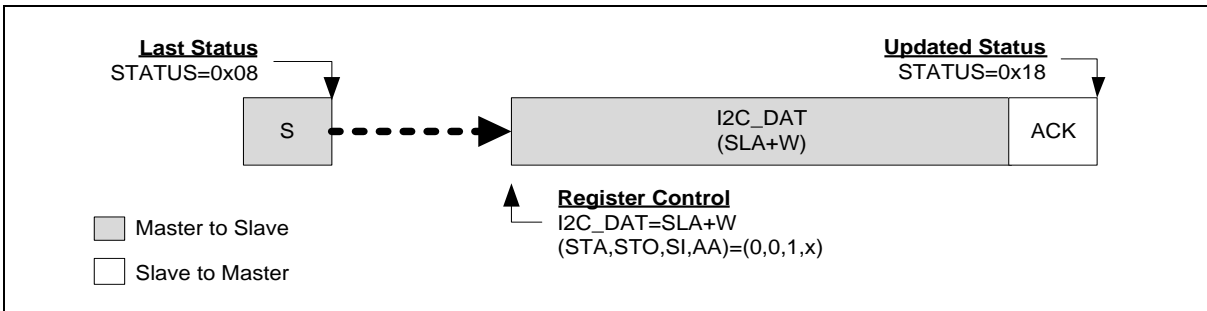 Last Status
STATUS=0x08
Updated Status
STATUS=0x18
S
I2C_DAT
(SLA+W)
ACK
Register Control
I2C_DAT=SLA+W
(STA,STO,SI,AA)=(0,0,1,x)
Master to Slave
Slave to Master